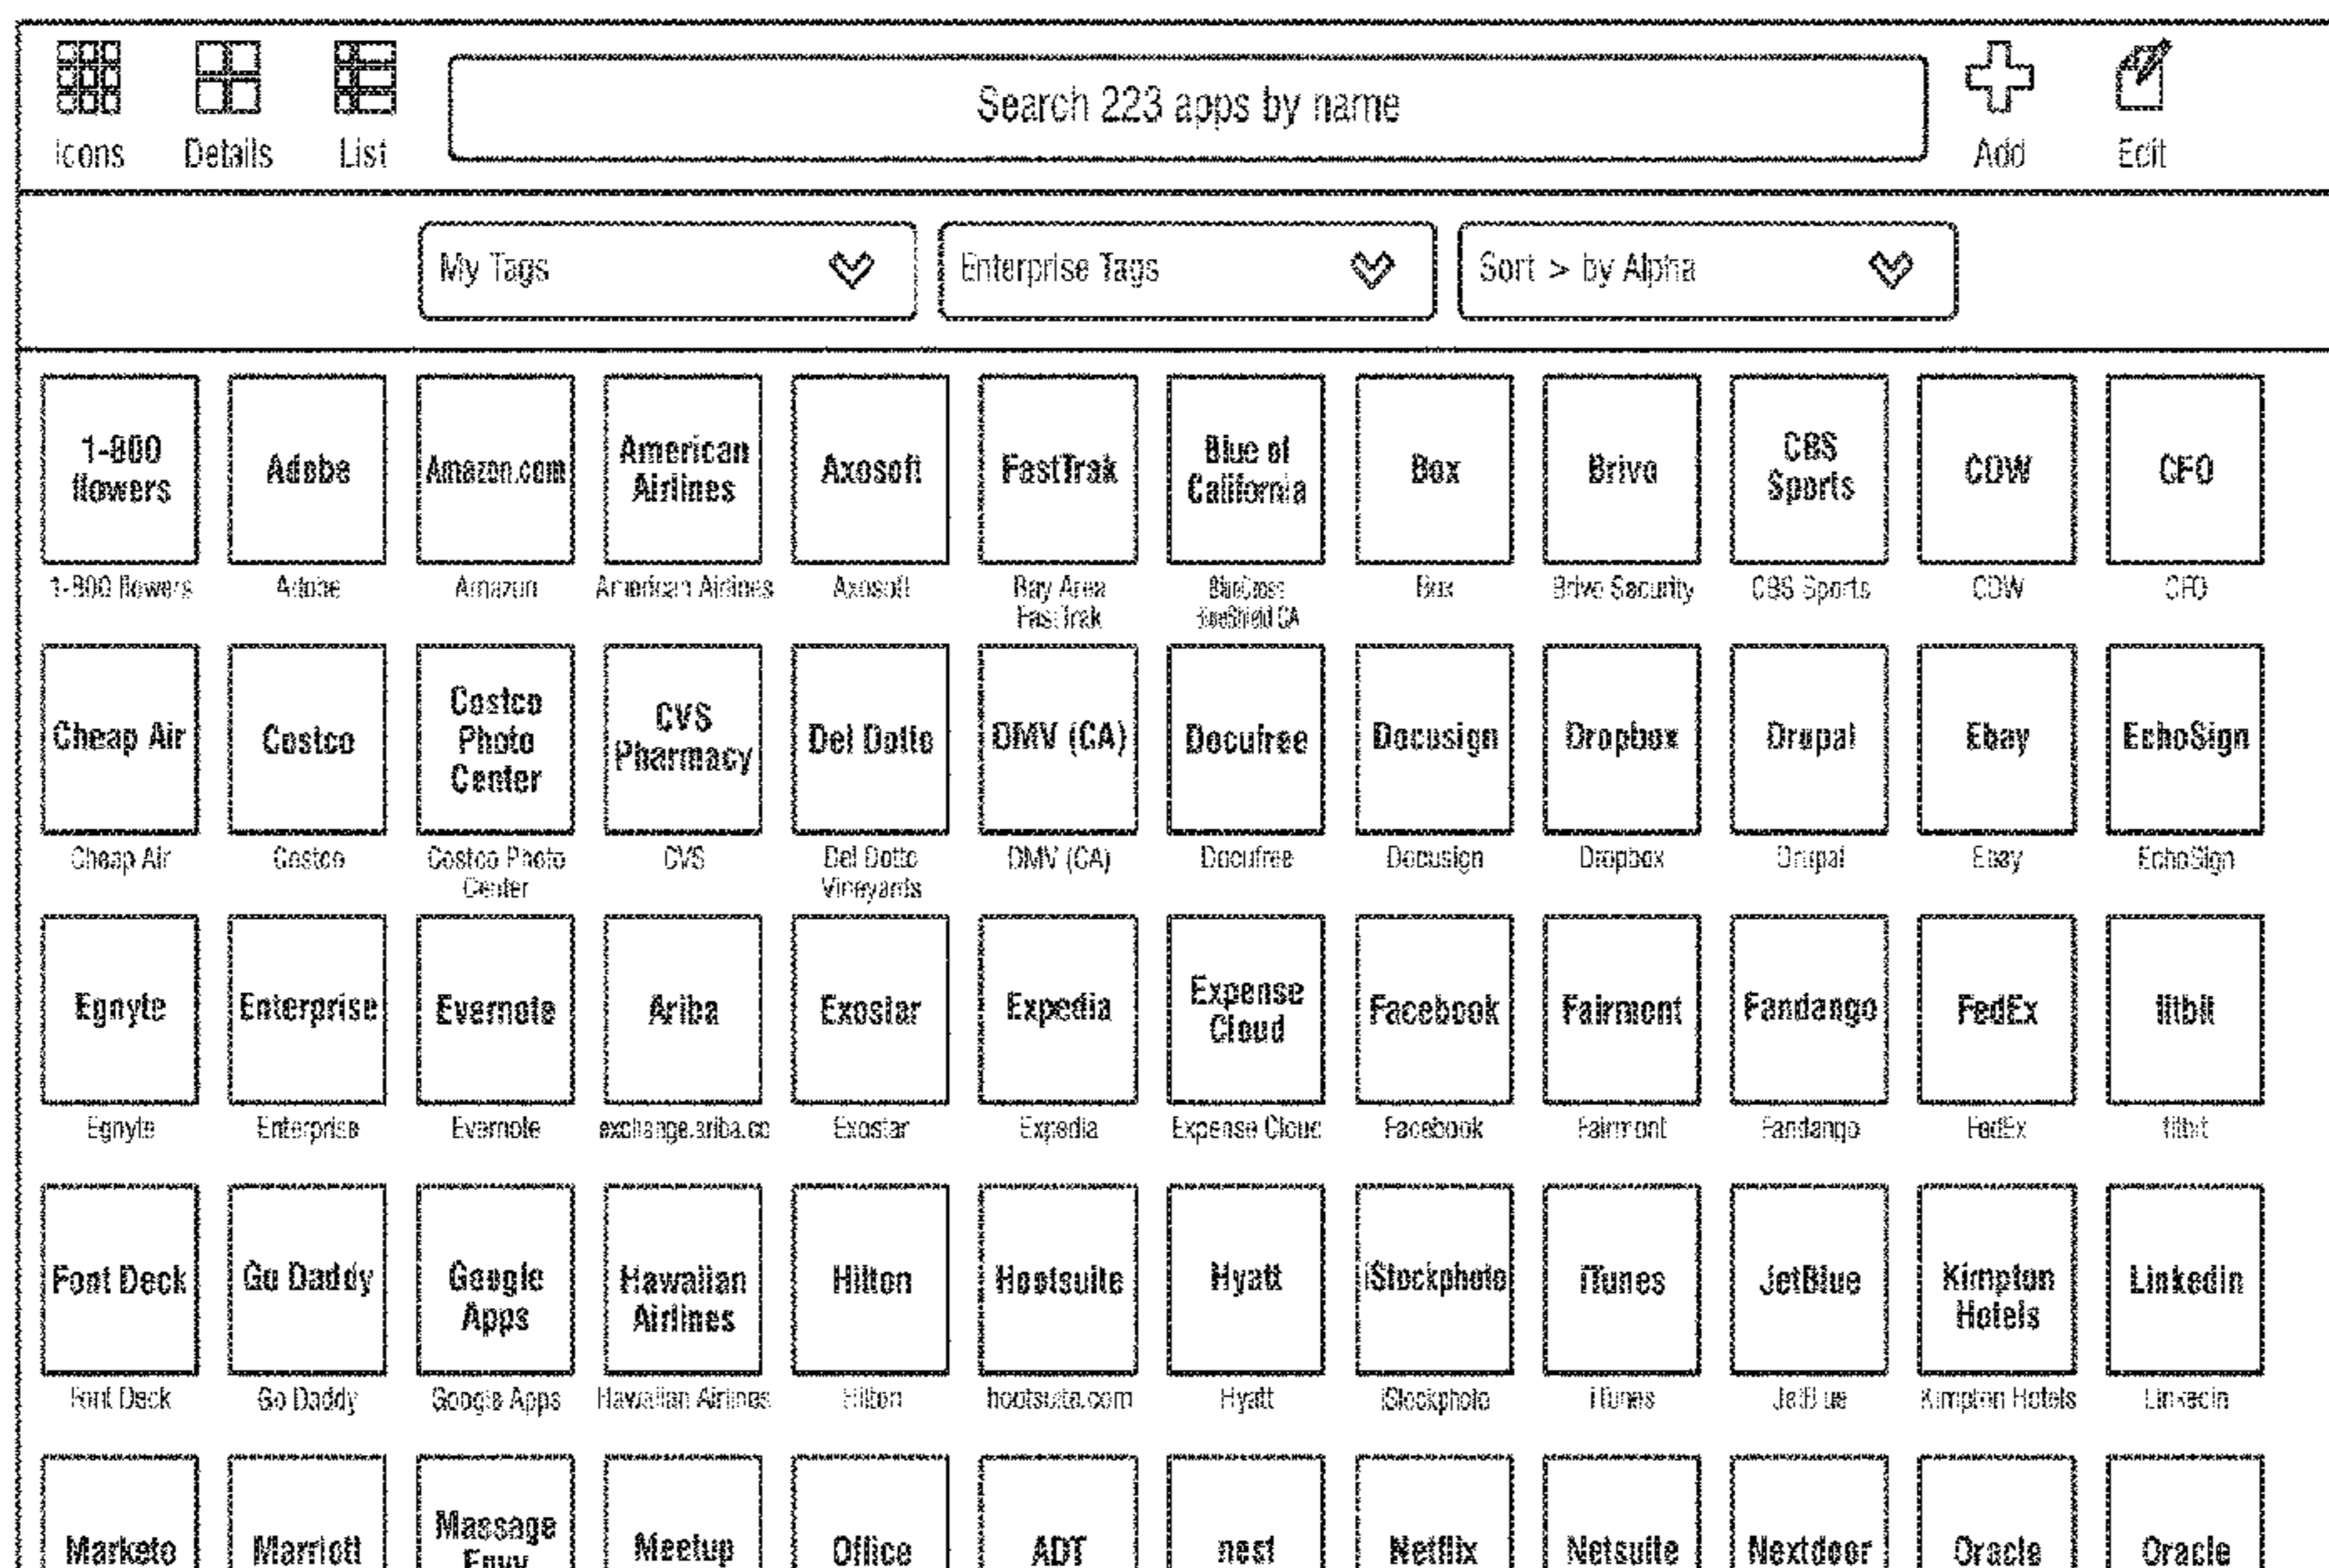 Search 223 apps by name
Icons Details List Add Edit
My Tags Enterprise Tags Sort > by Alpha
1-800 flowers Adobe Amazon.com American Airlines Axosoft FastTrak Blue of California Box Brivo CBS Sports CDW CFO
1-800 flowers Adobe Amazon American Airlines Axosoft Bay Area FastTrak BlueCross BlueShield CA Box Brivo Security CBS Sports CDW CFO
Cheap Air Costco Costco Photo Center CVS Pharmacy Del Dotto DMV (CA) Docufree Docusign Dropbox Drupal Ebay EchoSign
Cheap Air Costco Costco Photo Center CVS Del Dotto Vineyards DMV (CA) Docufree Docusign Dropbox Drupal Ebay EchoSign
Egnyte Enterprise Evernote Ariba Exostar Expedia Expense Cloud Facebook Fairmont Fandango FedEx fitbit
Egnyte Enterprise Evernote exchange.ariba.co Exostar Expedia Expense Cloud Facebook Fairmont Fandango FedEx fitbit
Font Deck Go Daddy Google Apps Hawaiian Airlines Hilton Hootsuite Hyatt iStockphoto iTunes JetBlue Kimpton Hotels Linkedin
Font Deck Go Daddy Google Apps Hawaiian Airlines Hilton hootsuite.com Hyatt iStockphoto iTunes JetBlue Kimpton Hotels Linkedin
Marketo Marriott Massage Envy Meetup Office ADT nest Netflix Netsuite Nextdoor Oracle Oracle